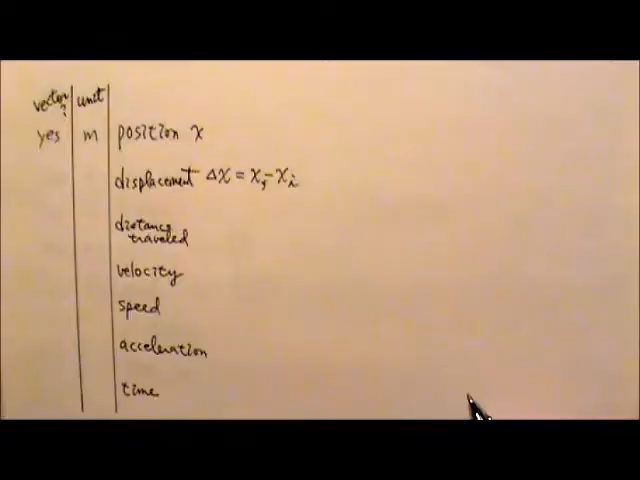 vector? unit
yes m position x
displacement Δx = xf - xi
distance
traveled
velocity
speed
acceleration
time